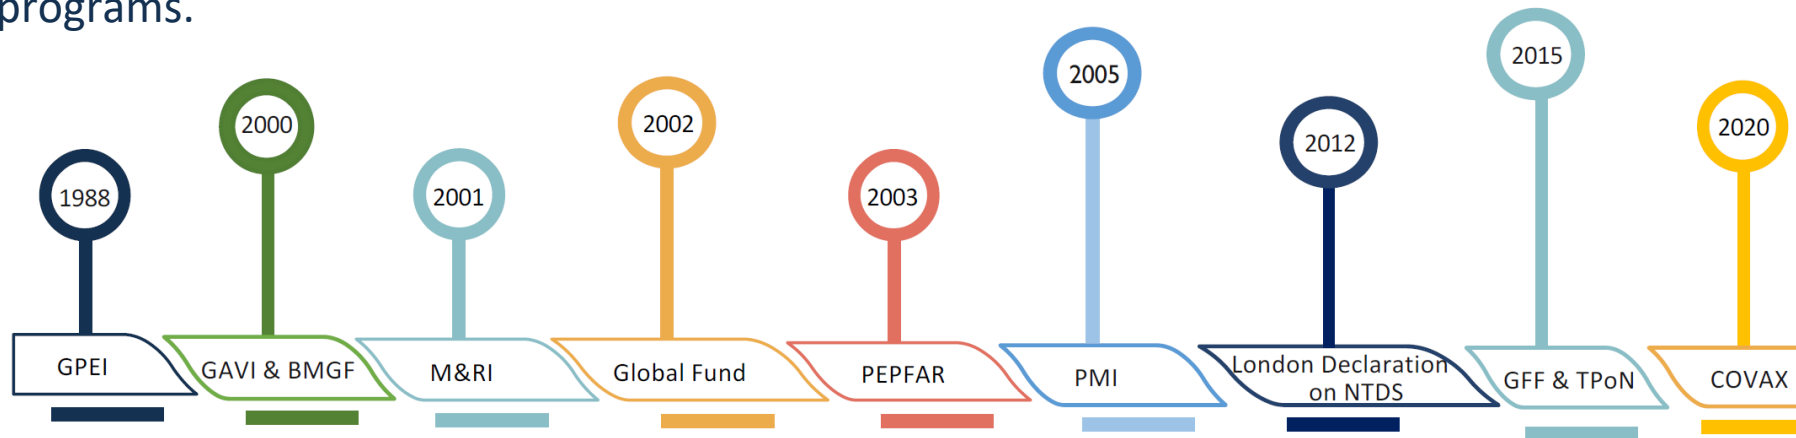 programs.
1988
2000
2001
2002
2003
2005
2012
2015
2020
GPEI
GAVI & BMGF
M&RI
Global Fund
PEPFAR
PMI
London Declaration
on NTDS
GFF & TPoN
COVAX